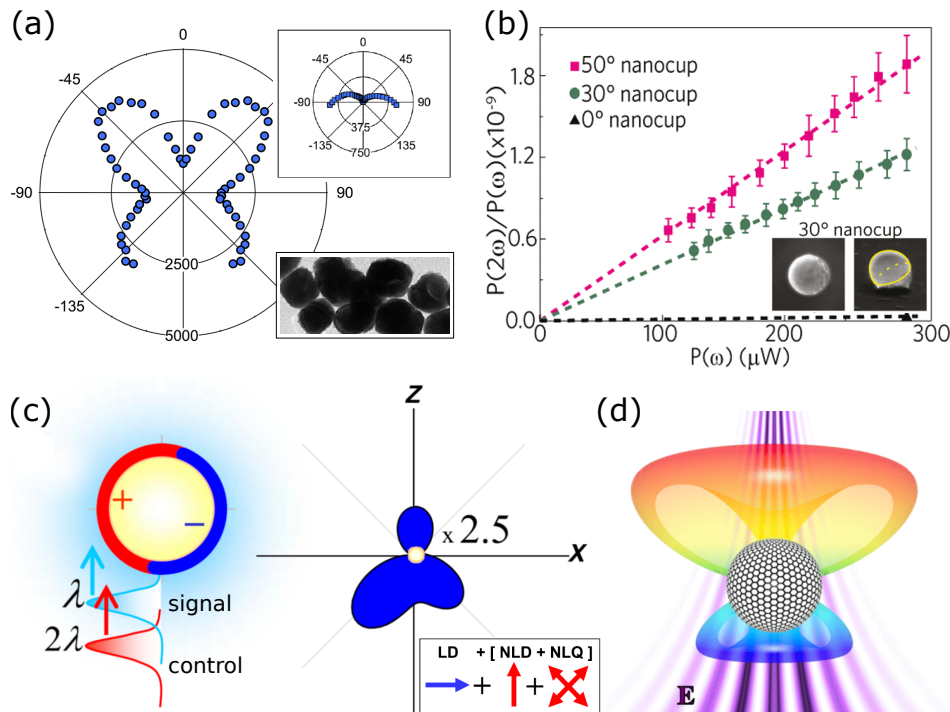 (a)
0
-45
-90
90
2500
-135
5000
0
-45
45
-90
90
375
-135
135
750
(b)
P(2ω)/P(ω)(x10⁻⁹)
1.8
1.2
0.6
0.0
50° nanocup
30° nanocup
0° nanocup
30° nanocup
0
100
200
300
P(ω) (μW)
(c)
+
−
λ
signal
2λ
control
Z
x 2.5
X
LD + [ NLD + NLQ ]
+ +
(d)
E